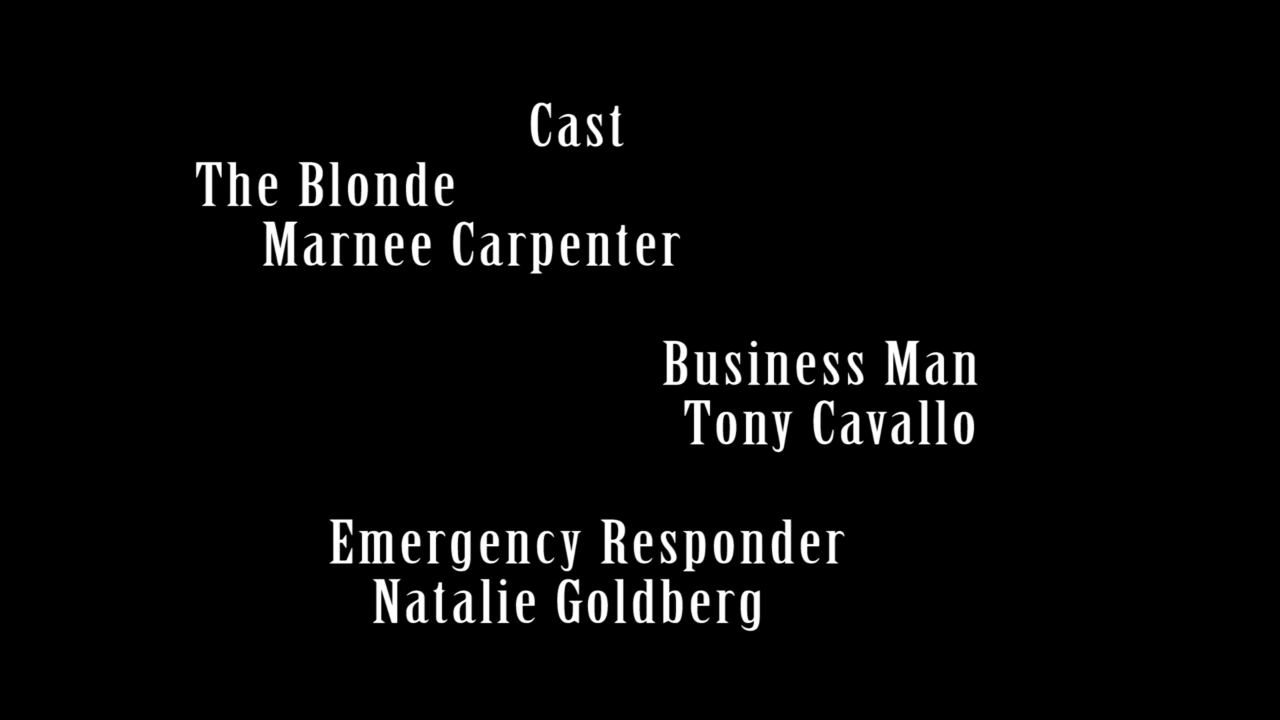 Cast
The Blonde
Marnee Carpenter
Business Man
Tony Cavallo
Emergency Responder
Natalie Goldberg